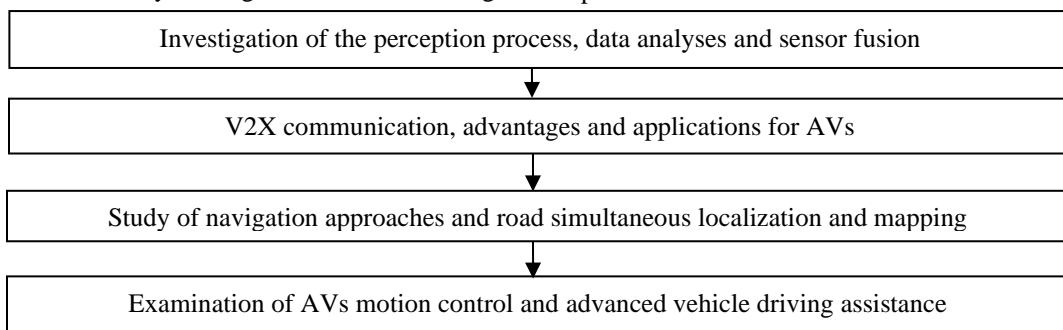 Investigation of the perception process, data analyses and sensor fusion
V2X communication, advantages and applications for AVs
Study of navigation approaches and road simultaneous localization and mapping
Examination of AVs motion control and advanced vehicle driving assistance